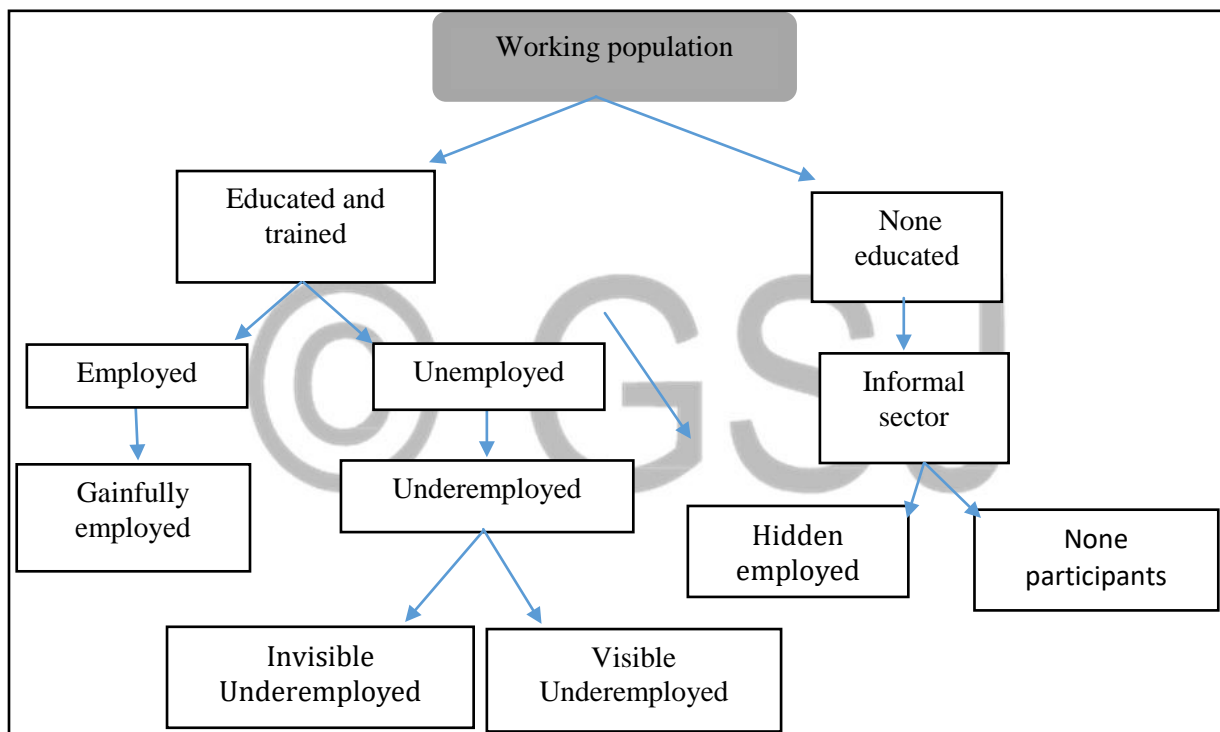 Working population
Educated and
trained
None
educated
Employed
Unemployed
Informal
sector
Gainfully
employed
Underemployed
Hidden
employed
None
participants
Invisible
Underemployed
Visible
Underemployed
© GSJ